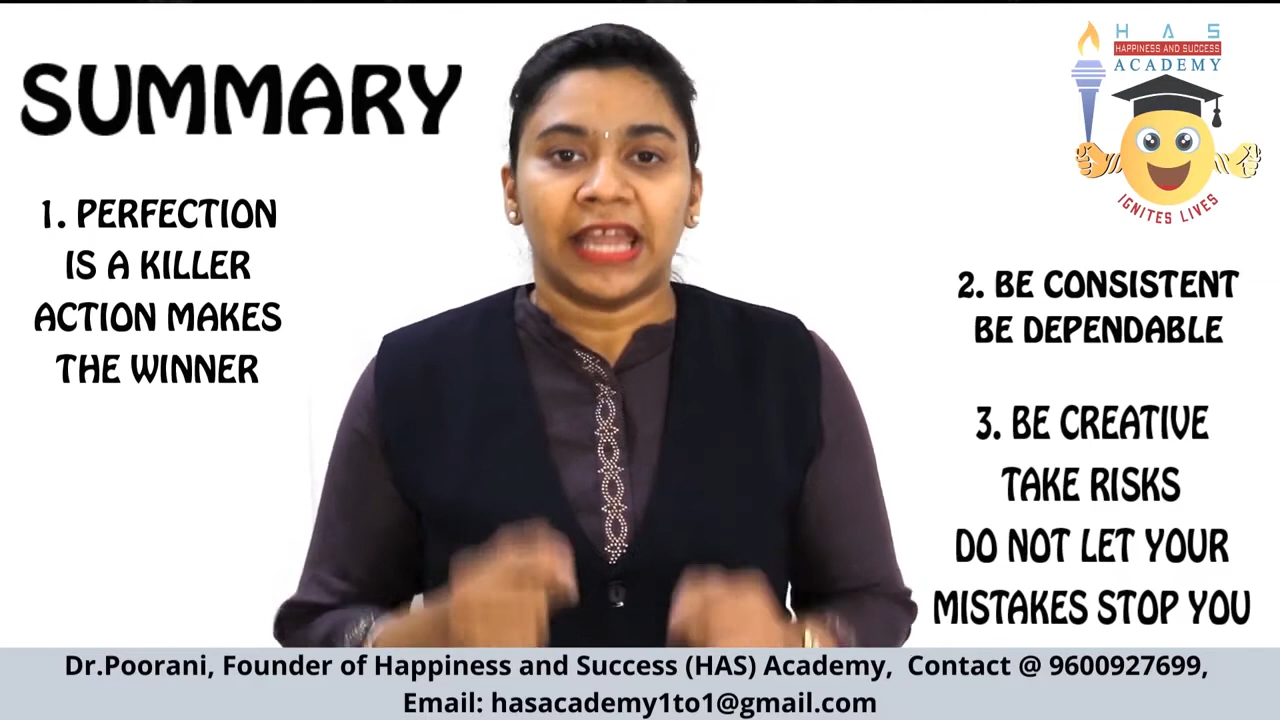 SUMMARY
1. PERFECTION
IS A KILLER
ACTION MAKES
THE WINNER
H A S
HAPPINESS AND SUCCESS
ACADEMY
IGNITES LIVES
2. BE CONSISTENT
BE DEPENDABLE
3. BE CREATIVE
TAKE RISKS
DO NOT LET YOUR
MISTAKES STOP YOU
Dr.Poorani, Founder of Happiness and Success (HAS) Academy, Contact @ 9600927699,
Email: hasacademy1to1@gmail.com